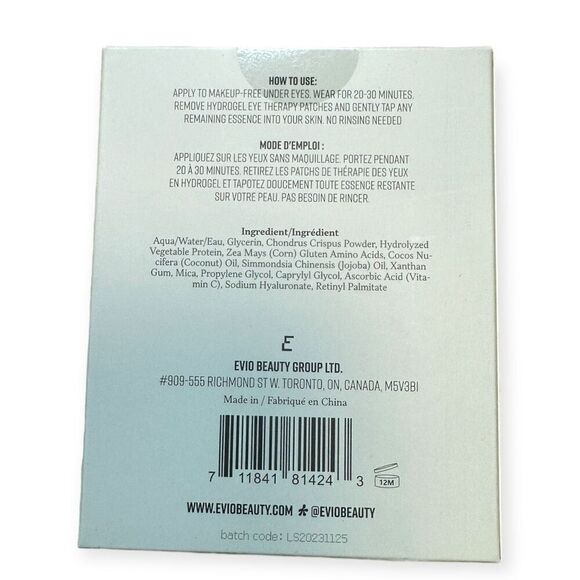 HOW TO USE:
APPLY TO MAKEUP-FREE UNDER EYES. WEAR FOR 20-30 MINUTES.
REMOVE HYDROGEL EYE THERAPY PATCHES AND GENTLY TAP ANY
REMAINING ESSENCE INTO YOUR SKIN. NO RINSING NEEDED
MODE D'EMPLOI :
APPLIQUEZ SUR LES YEUX SANS MAQUILLAGE. PORTEZ PENDANT
20 À 30 MINUTES. RETIREZ LES PATCHS DE THÉRAPIE DES YEUX
EN HYDROGEL ET TAPOTEZ DOUCEMENT TOUTE ESSENCE RESTANTE
SUR VOTRE PEAU. PAS BESOIN DE RINCER.
Ingredient/Ingrédient
Aqua/Water/Eau, Glycerin, Chondrus Crispus Powder, Hydrolyzed
Vegetable Protein, Zea Mays (Corn) Gluten Amino Acids, Cocos Nu-
cifera (Coconut) Oil, Simmondsia Chinensis (Jojoba) Oil, Xanthan
Gum, Mica, Propylene Glycol, Caprylyl Glycol, Ascorbic Acid (Vita-
min C), Sodium Hyaluronate, Retinyl Palmitate
E
EVIO BEAUTY GROUP LTD.
#909-555 RICHMOND ST W. TORONTO, ON, CANADA, M5V3B1
Made in / Fabriqué en China
7 11841 81424 3
12M
WWW.EVIOBEAUTY.COM @EVIOBEAUTY
batch code: LS20231125